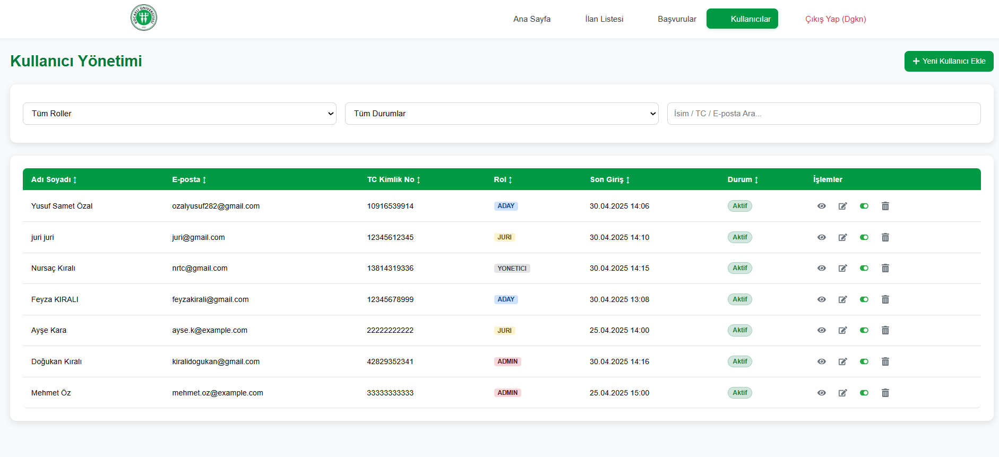 KOCAELİ ÜNİVERSİTESİ
1992
Ana Sayfa İlan Listesi Başvurular Kullanıcılar Çıkış Yap (Dgkn)
Kullanıcı Yönetimi
+ Yeni Kullanıcı Ekle
Tüm Roller Tüm Durumlar İsim / TC / E-posta Ara...
Adı Soyadı ↕ E-posta ↕ TC Kimlik No ↕ Rol ↕ Son Giriş ↕ Durum ↕ İşlemler
Yusuf Samet Özal ozalyusuf282@gmail.com 10916539914 ADAY 30.04.2025 14:06 Aktif
juri juri juri@gmail.com 12345612345 JURI 30.04.2025 14:10 Aktif
Nursaç Kıralı nrtc@gmail.com 13814319336 YONETICI 30.04.2025 14:15 Aktif
Feyza KIRALI feyzakirali@gmail.com 12345678999 ADAY 30.04.2025 13:08 Aktif
Ayşe Kara ayse.k@example.com 22222222222 JURI 25.04.2025 14:00 Aktif
Doğukan Kıralı kiralidogukan@gmail.com 42829352341 ADMIN 30.04.2025 14:16 Aktif
Mehmet Öz mehmet.oz@example.com 33333333333 ADMIN 25.04.2025 15:00 Aktif